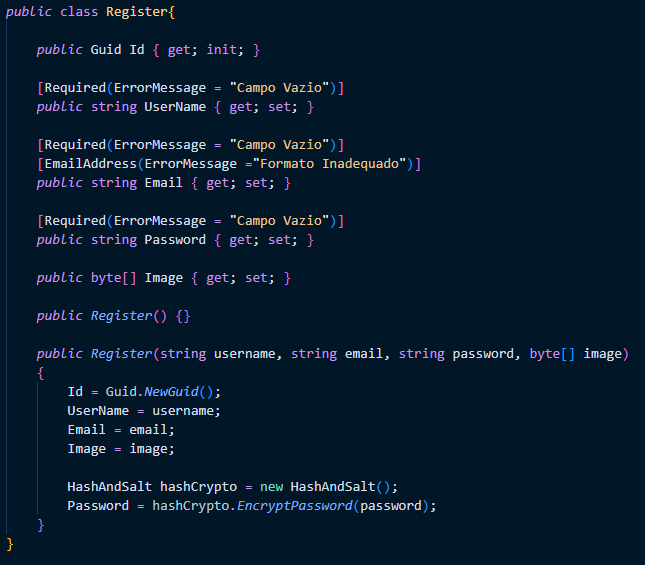 public class Register{
public Guid Id { get; init; }
[Required(ErrorMessage = "Campo Vazio")]
public string UserName { get; set; }
[Required(ErrorMessage = "Campo Vazio")]
[EmailAddress(ErrorMessage ="Formato Inadequado")]
public string Email { get; set; }
[Required(ErrorMessage = "Campo Vazio")]
public string Password { get; set; }
public byte[] Image { get; set; }
public Register() {}
public Register(string username, string email, string password, byte[] image)
{
Id = Guid.NewGuid();
UserName = username;
Email = email;
Image = image;
HashAndSalt hashCrypto = new HashAndSalt();
Password = hashCrypto.EncryptPassword(password);
}
}